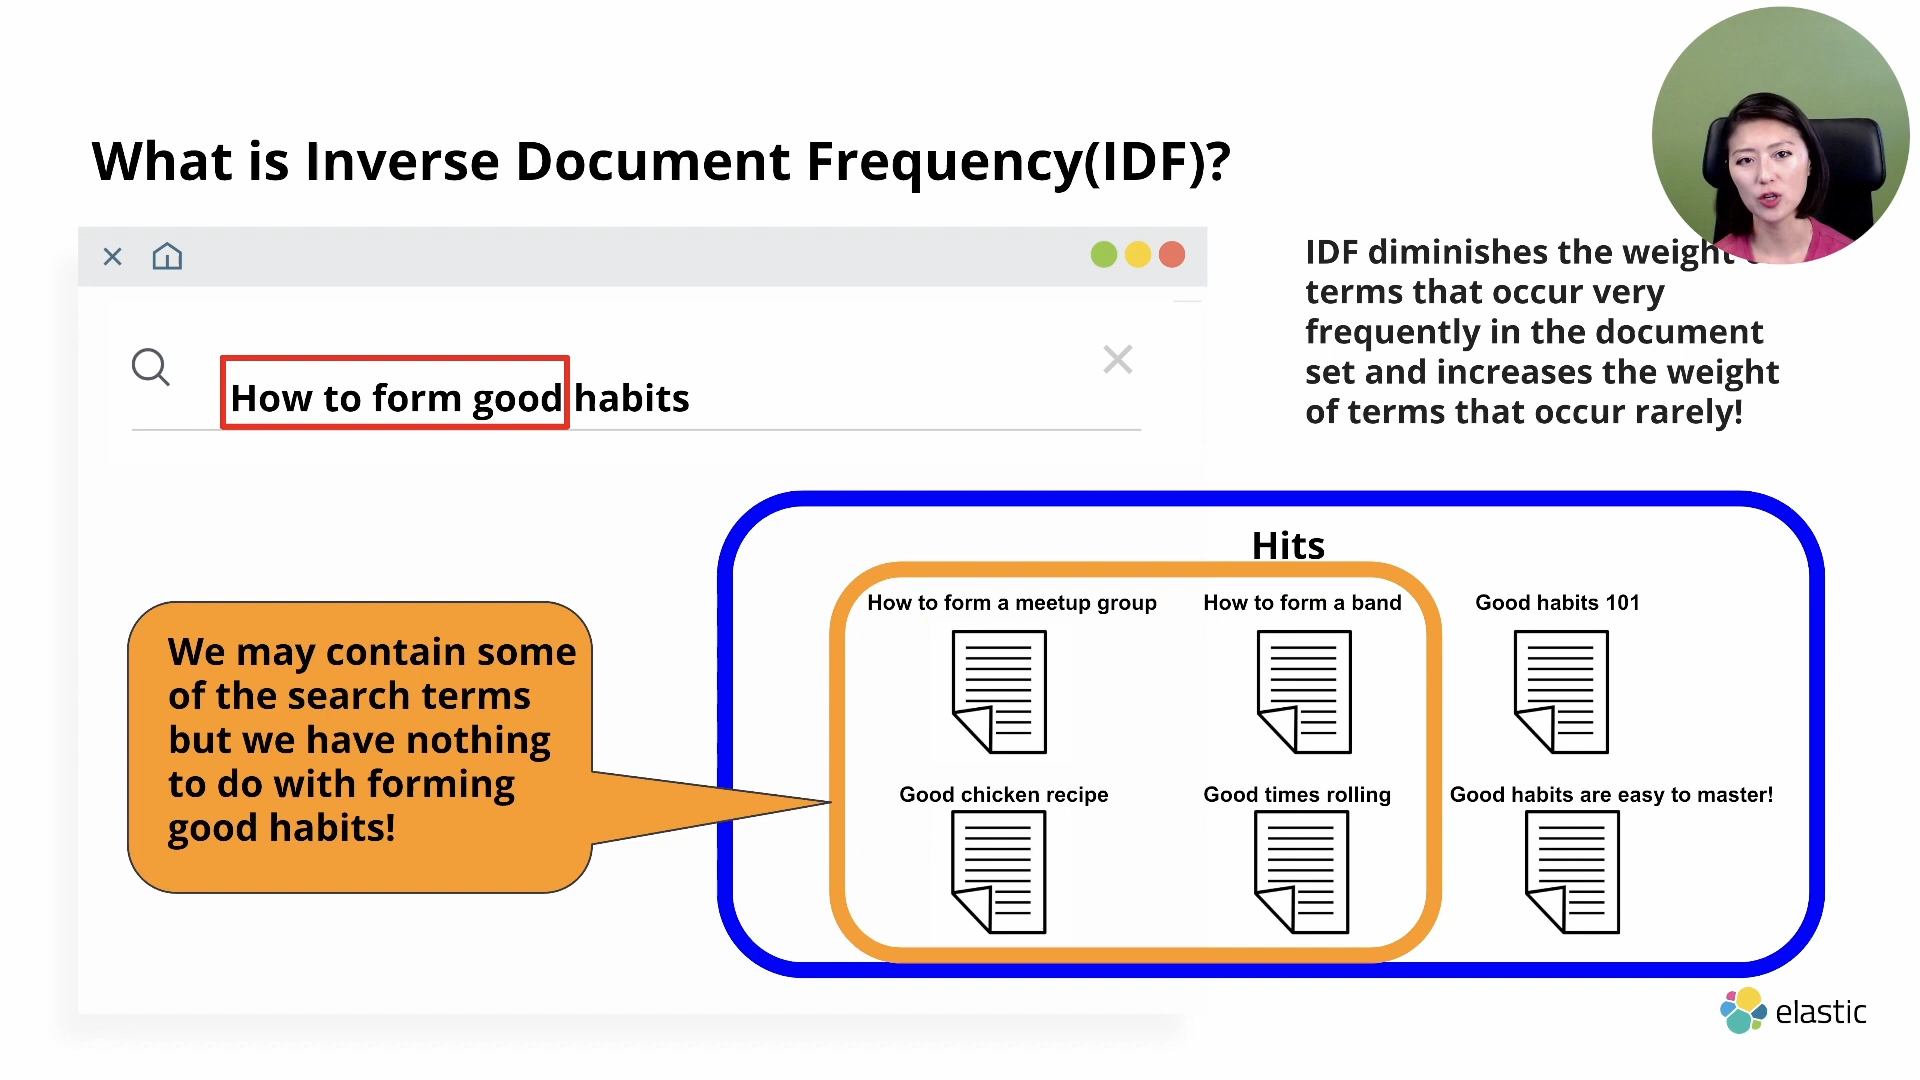 What is Inverse Document Frequency(IDF)?
IDF diminishes the weight
terms that occur very
frequently in the document
set and increases the weight
of terms that occur rarely!
How to form good habits
Hits
How to form a meetup group
How to form a band
Good habits 101
We may contain some
of the search terms
but we have nothing
to do with forming
good habits!
Good chicken recipe
Good times rolling
Good habits are easy to master!
elastic